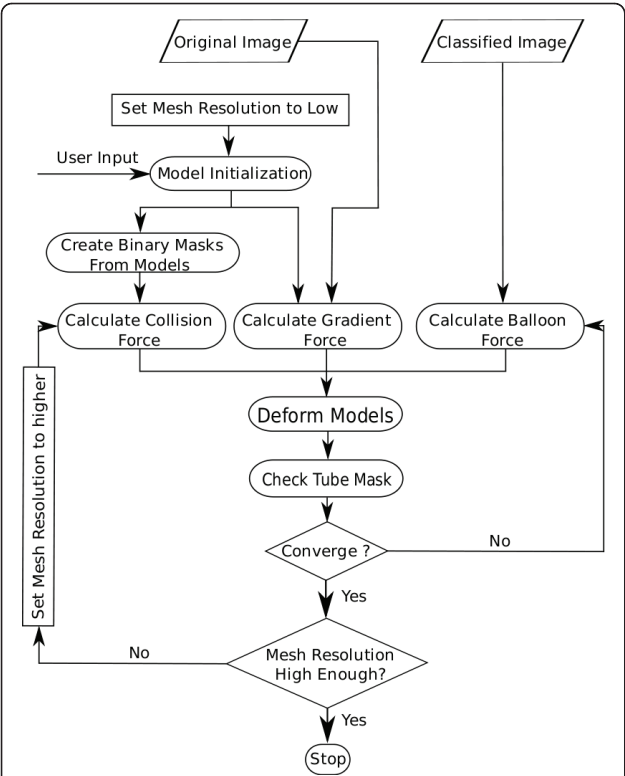 Original Image
Classified Image
Set Mesh Resolution to Low
User Input
Model Initialization
Create Binary Masks
From Models
Calculate Collision
Force
Calculate Gradient
Force
Calculate Balloon
Force
Set Mesh Resolution to higher
Deform Models
Check Tube Mask
Converge ?
No
Yes
Mesh Resolution
High Enough?
No
Yes
Stop